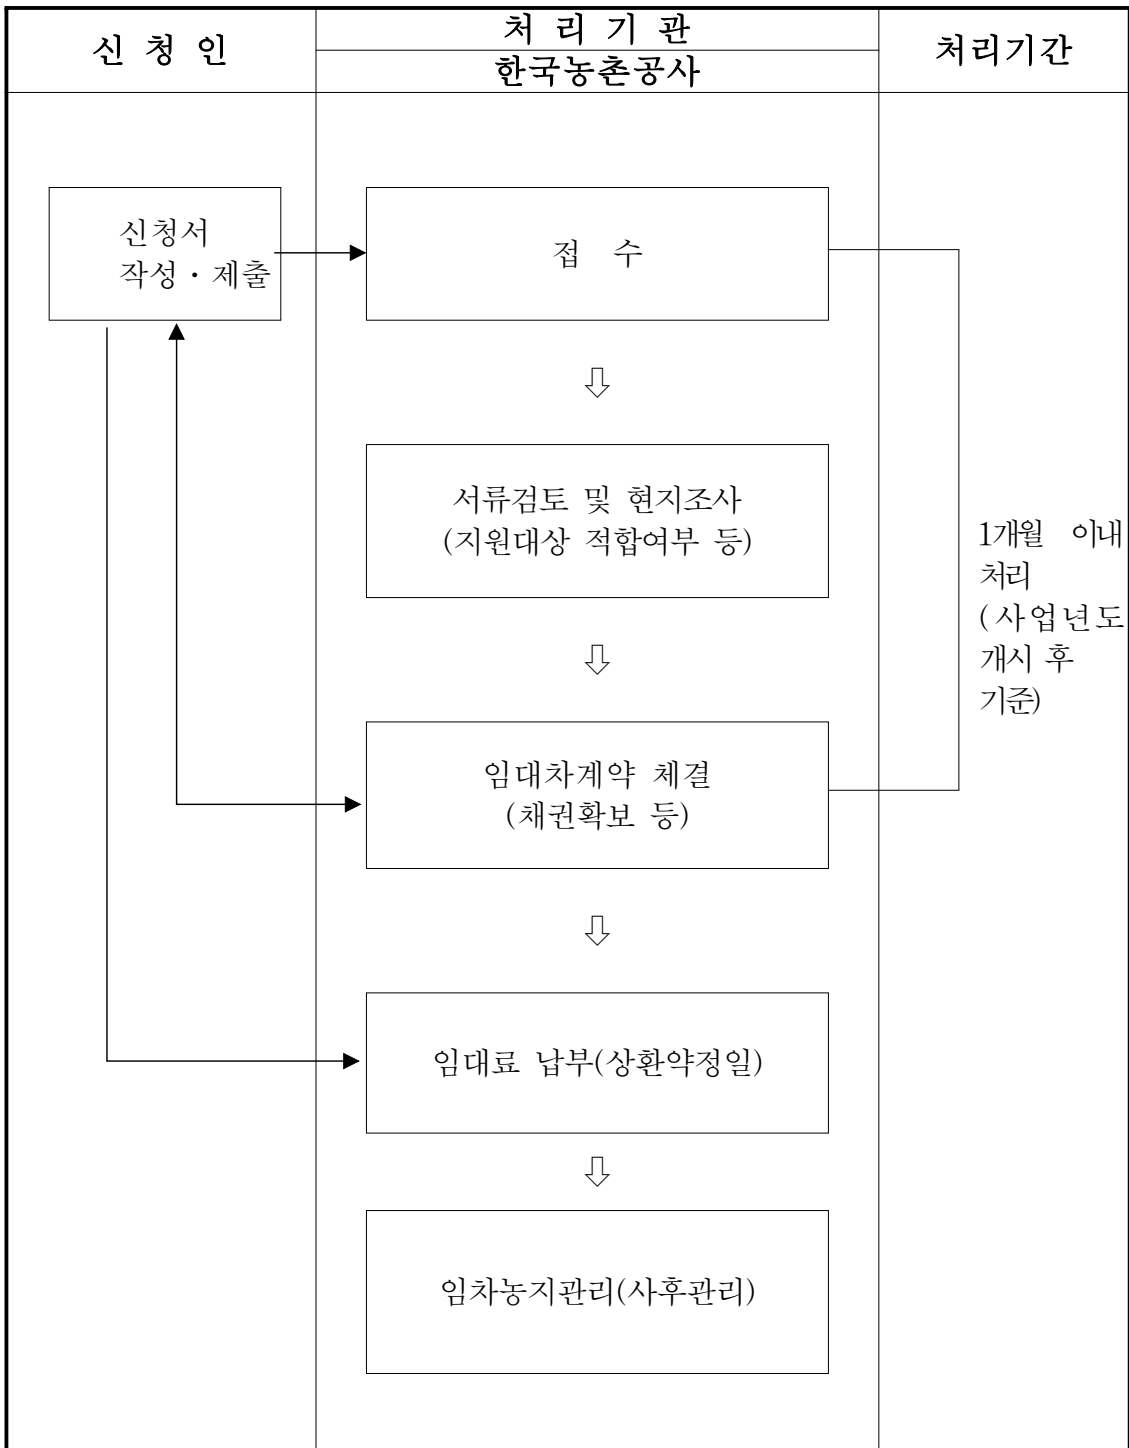 신 청 인
처 리 기 관
한국농촌공사
처리기간
신청서
작성·제출
접 수
⇩
서류검토 및 현지조사
(지원대상 적합여부 등)
1개월 이내
처리
(사업년도
개시 후
기준)
⇩
임대차계약 체결
(채권확보 등)
⇩
임대료 납부(상환약정일)
⇩
임차농지관리(사후관리)